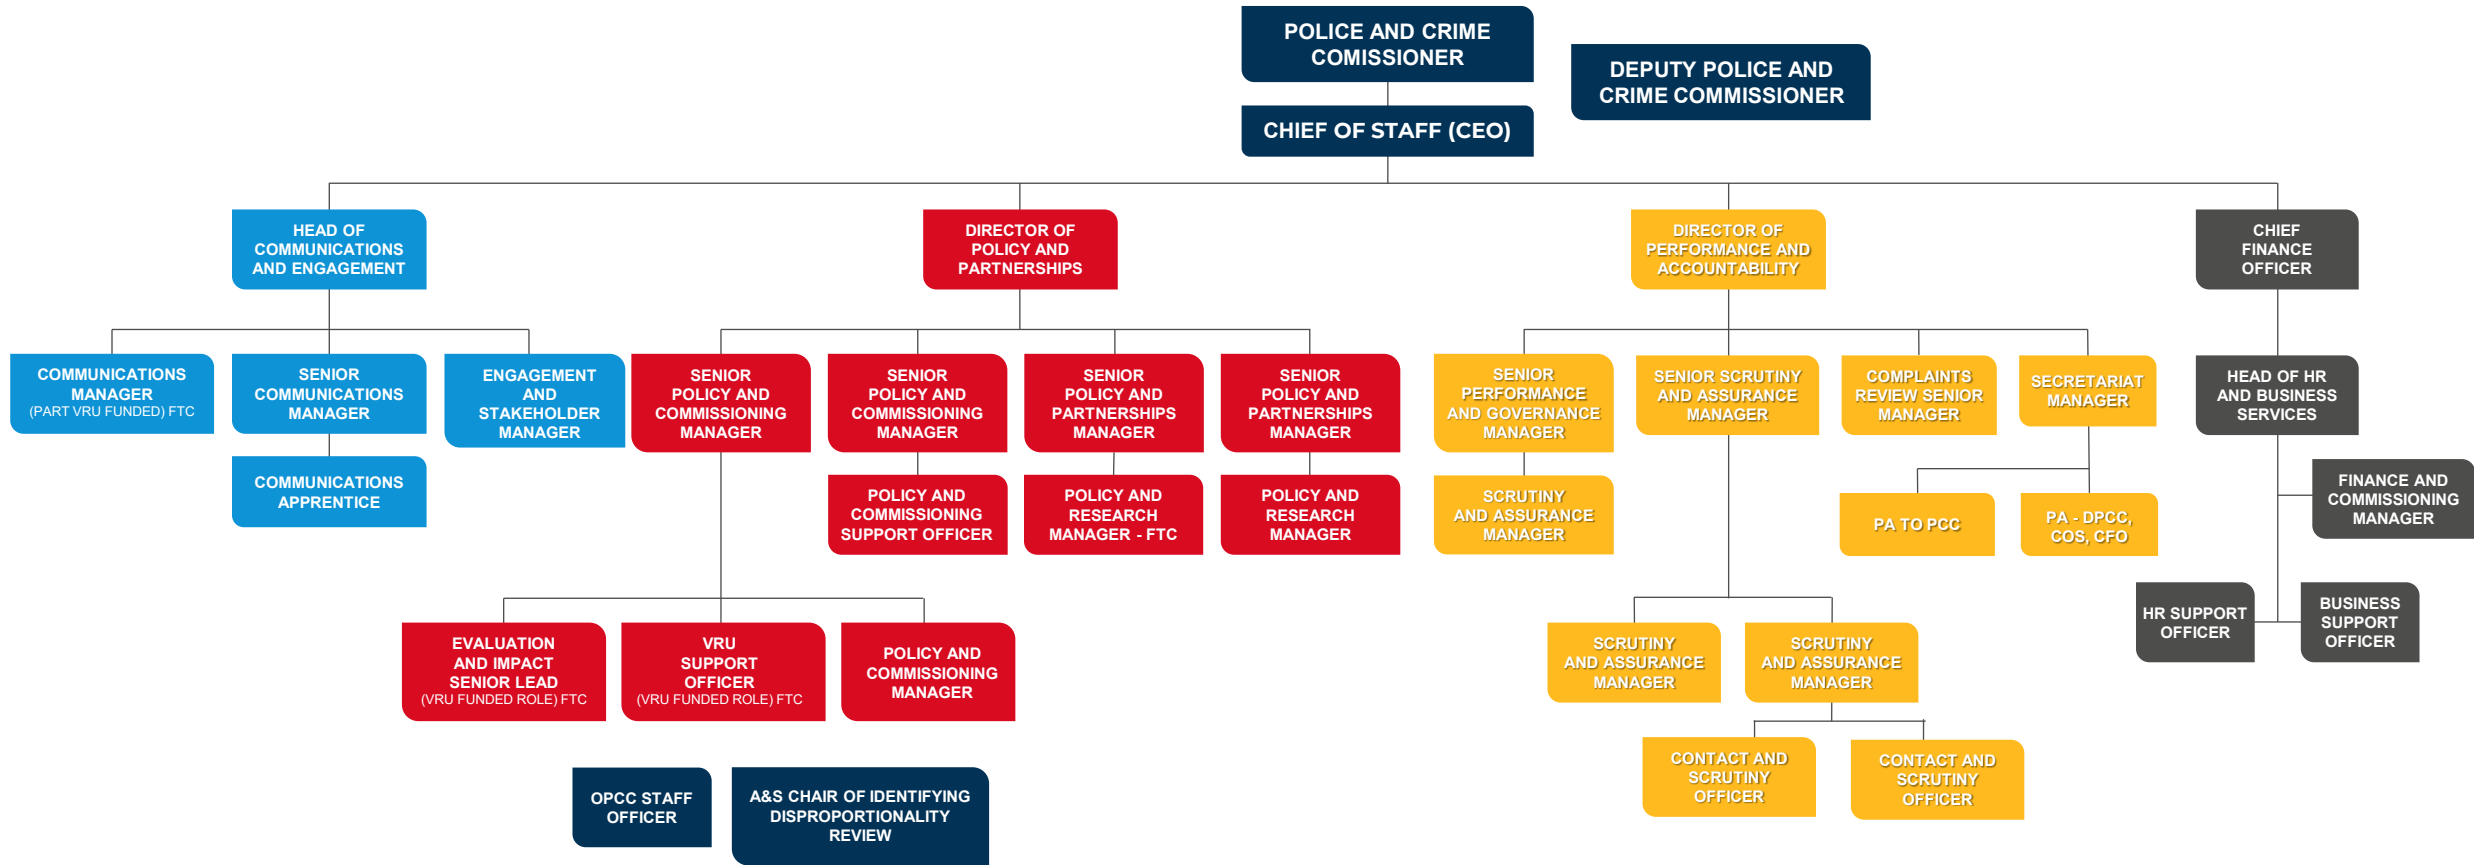 POLICE AND CRIME
COMISSIONER
DEPUTY POLICE AND
CRIME COMMISSIONER
CHIEF OF STAFF (CEO)
HEAD OF
COMMUNICATIONS
AND ENGAGEMENT
DIRECTOR OF
POLICY AND
PARTNERSHIPS
DIRECTOR OF
PERFORMANCE AND
ACCOUNTABILITY
CHIEF
FINANCE
OFFICER
COMMUNICATIONS
MANAGER
(PART VRU FUNDED) FTC
SENIOR
COMMUNICATIONS
MANAGER
ENGAGEMENT
AND
STAKEHOLDER
MANAGER
SENIOR
POLICY AND
COMMISSIONING
MANAGER
SENIOR
POLICY AND
COMMISSIONING
MANAGER
SENIOR
POLICY AND
PARTNERSHIPS
MANAGER
SENIOR
POLICY AND
PARTNERSHIPS
MANAGER
SENIOR
PERFORMANCE
AND GOVERNANCE
MANAGER
SENIOR SCRUTINY
AND ASSURANCE
MANAGER
COMPLAINTS
REVIEW SENIOR
MANAGER
SECRETARIAT
MANAGER
HEAD OF HR
AND BUSINESS
SERVICES
COMMUNICATIONS
APPRENTICE
POLICY AND
COMMISSIONING
SUPPORT OFFICER
POLICY AND
RESEARCH
MANAGER - FTC
POLICY AND
RESEARCH
MANAGER
SCRUTINY
AND ASSURANCE
MANAGER
PA TO PCC
PA - DPCC,
COS, CFO
FINANCE AND
COMMISSIONING
MANAGER
EVALUATION
AND IMPACT
SENIOR LEAD
(VRU FUNDED ROLE) FTC
VRU
SUPPORT
OFFICER
(VRU FUNDED ROLE) FTC
POLICY AND
COMMISSIONING
MANAGER
SCRUTINY
AND ASSURANCE
MANAGER
SCRUTINY
AND ASSURANCE
MANAGER
HR SUPPORT
OFFICER
BUSINESS
SUPPORT
OFFICER
CONTACT AND
SCRUTINY
OFFICER
CONTACT AND
SCRUTINY
OFFICER
OPCC STAFF
OFFICER
A&S CHAIR OF IDENTIFYING
DISPROPORTIONALITY
REVIEW